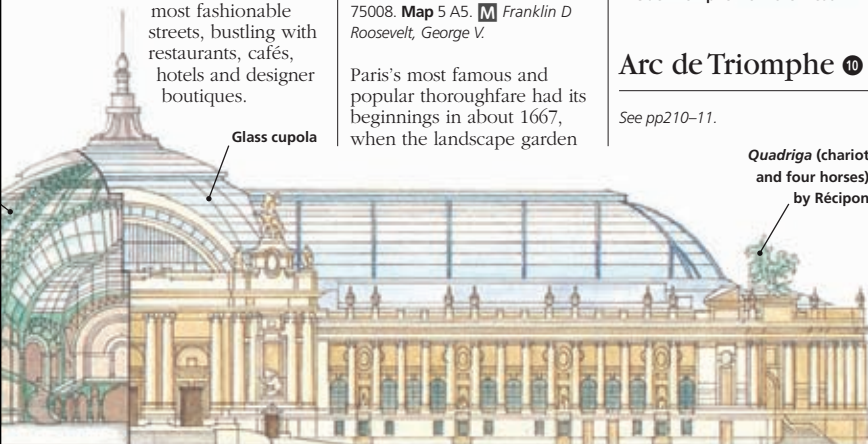 most fashionable
streets, bustling with
restaurants, cafés,
hotels and designer
boutiques.
Glass cupola
75008. Map 5 A5. M Franklin D
Roosevelt, George V.
Paris's most famous and
popular thoroughfare had its
beginnings in about 1667,
when the landscape garden
Arc de Triomphe 10
See pp210–11.
Quadriga (chariot
and four horses)
by Récipon